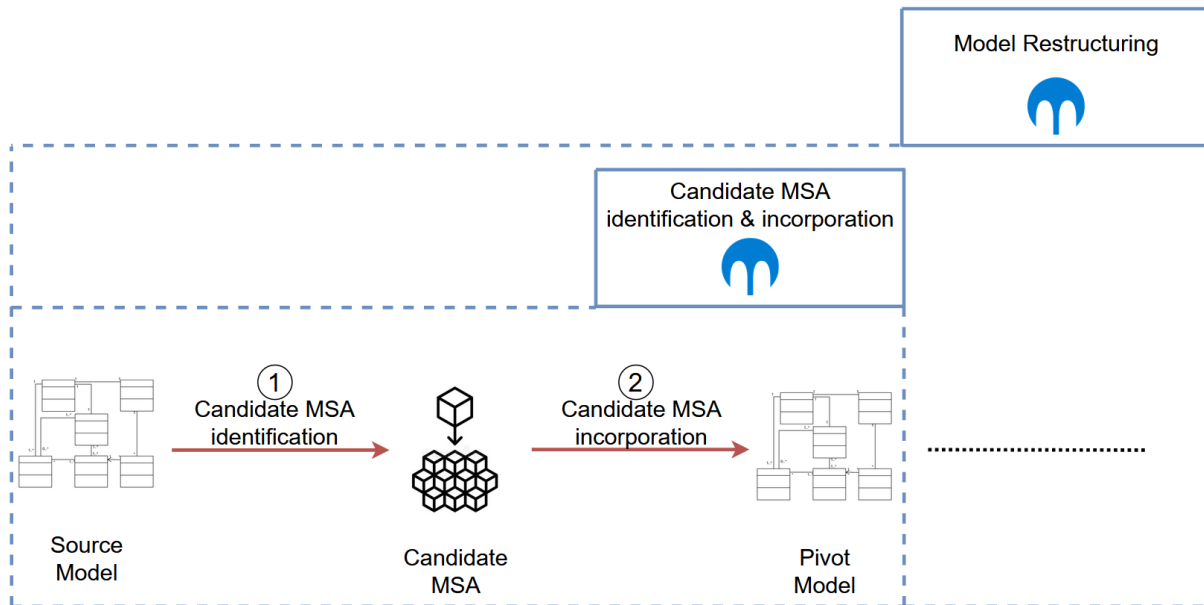 Model Restructuring
Candidate MSA
identification & incorporation
1
Candidate MSA
identification
2
Candidate MSA
incorporation
Source
Model
Candidate
MSA
Pivot
Model